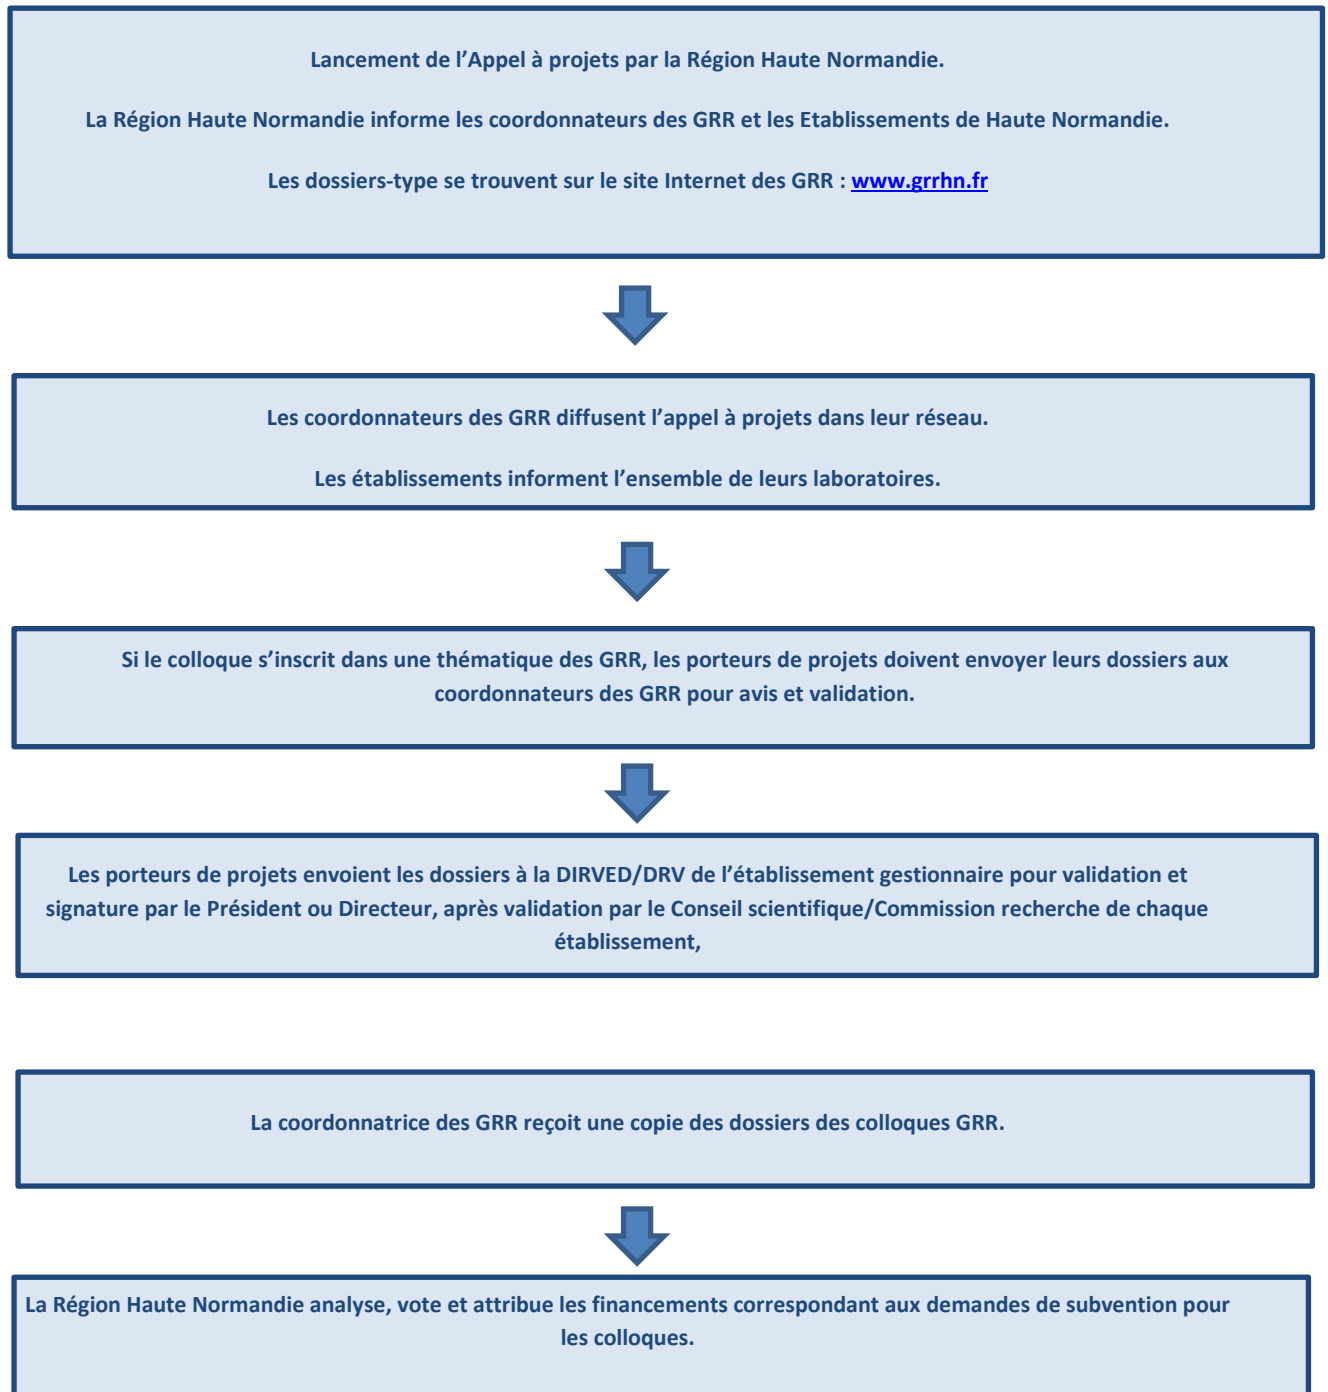 Lancement de l’Appel à projets par la Région Haute Normandie.
La Région Haute Normandie informe les coordonnateurs des GRR et les Etablissements de Haute Normandie.
Les dossiers-type se trouvent sur le site Internet des GRR : www.grrhn.fr
Les coordonnateurs des GRR diffusent l’appel à projets dans leur réseau.
Les établissements informent l’ensemble de leurs laboratoires.
Si le colloque s’inscrit dans une thématique des GRR, les porteurs de projets doivent envoyer leurs dossiers aux
coordonnateurs des GRR pour avis et validation.
Les porteurs de projets envoient les dossiers à la DIRVED/DRV de l’établissement gestionnaire pour validation et
signature par le Président ou Directeur, après validation par le Conseil scientifique/Commission recherche de chaque
établissement,
La coordonnatrice des GRR reçoit une copie des dossiers des colloques GRR.
La Région Haute Normandie analyse, vote et attribue les financements correspondant aux demandes de subvention pour
les colloques.